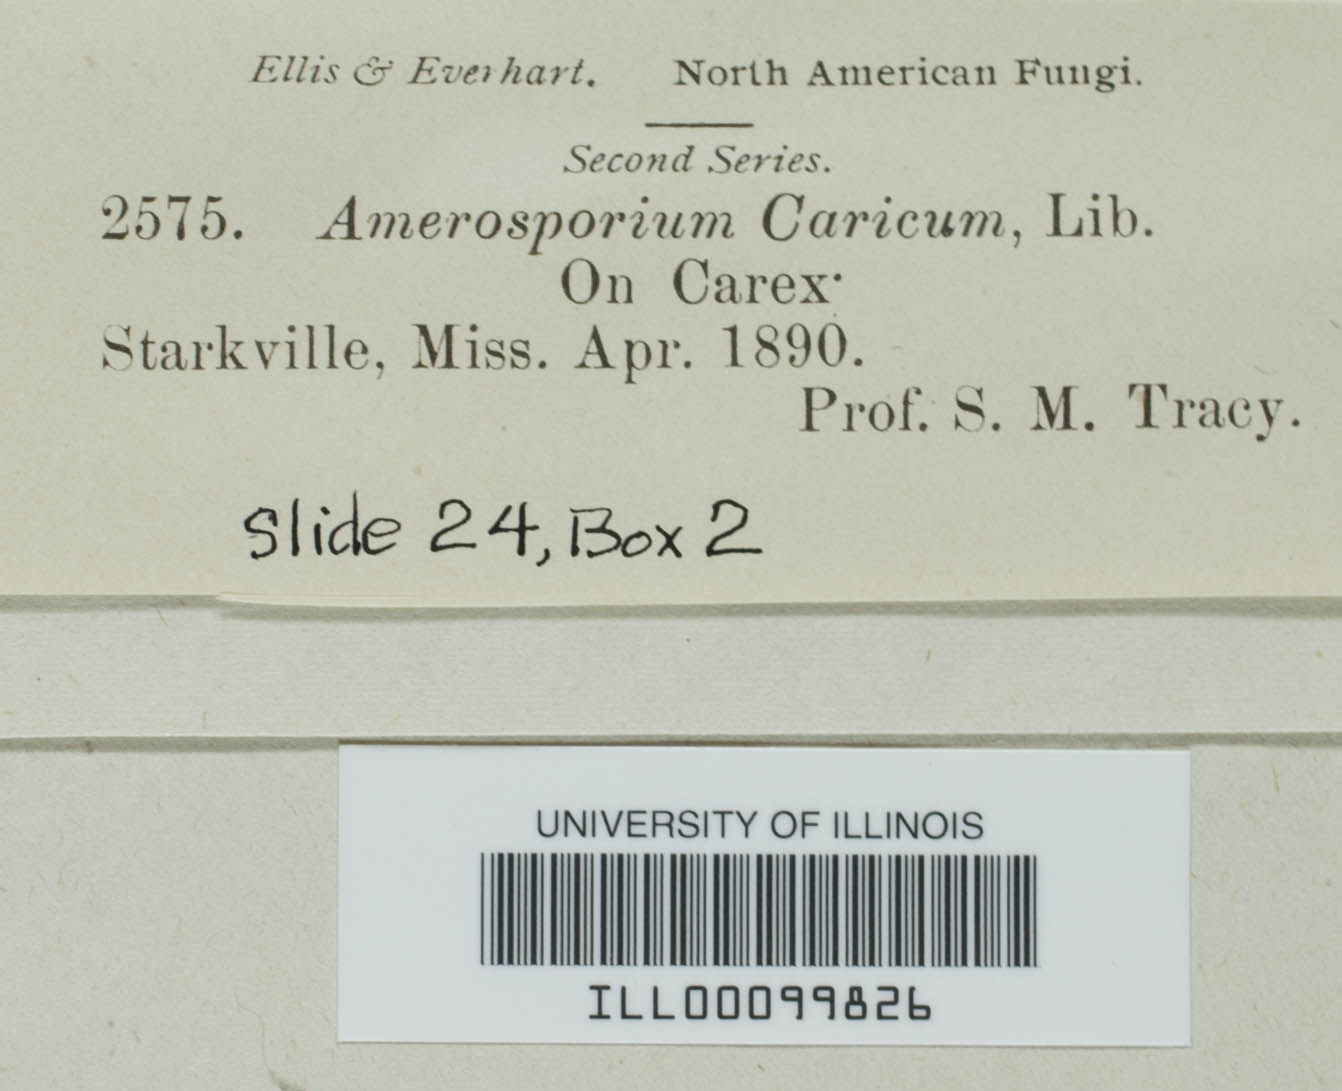 Ellis & Everhart. North American Fungi.
Second Series.
2575. Amerosporium Caricum, Lib.
On Carex.
Starkville, Miss. Apr. 1890.
Prof. S. M. Tracy.
Slide 24, Box 2
UNIVERSITY OF ILLINOIS
ILL00099826